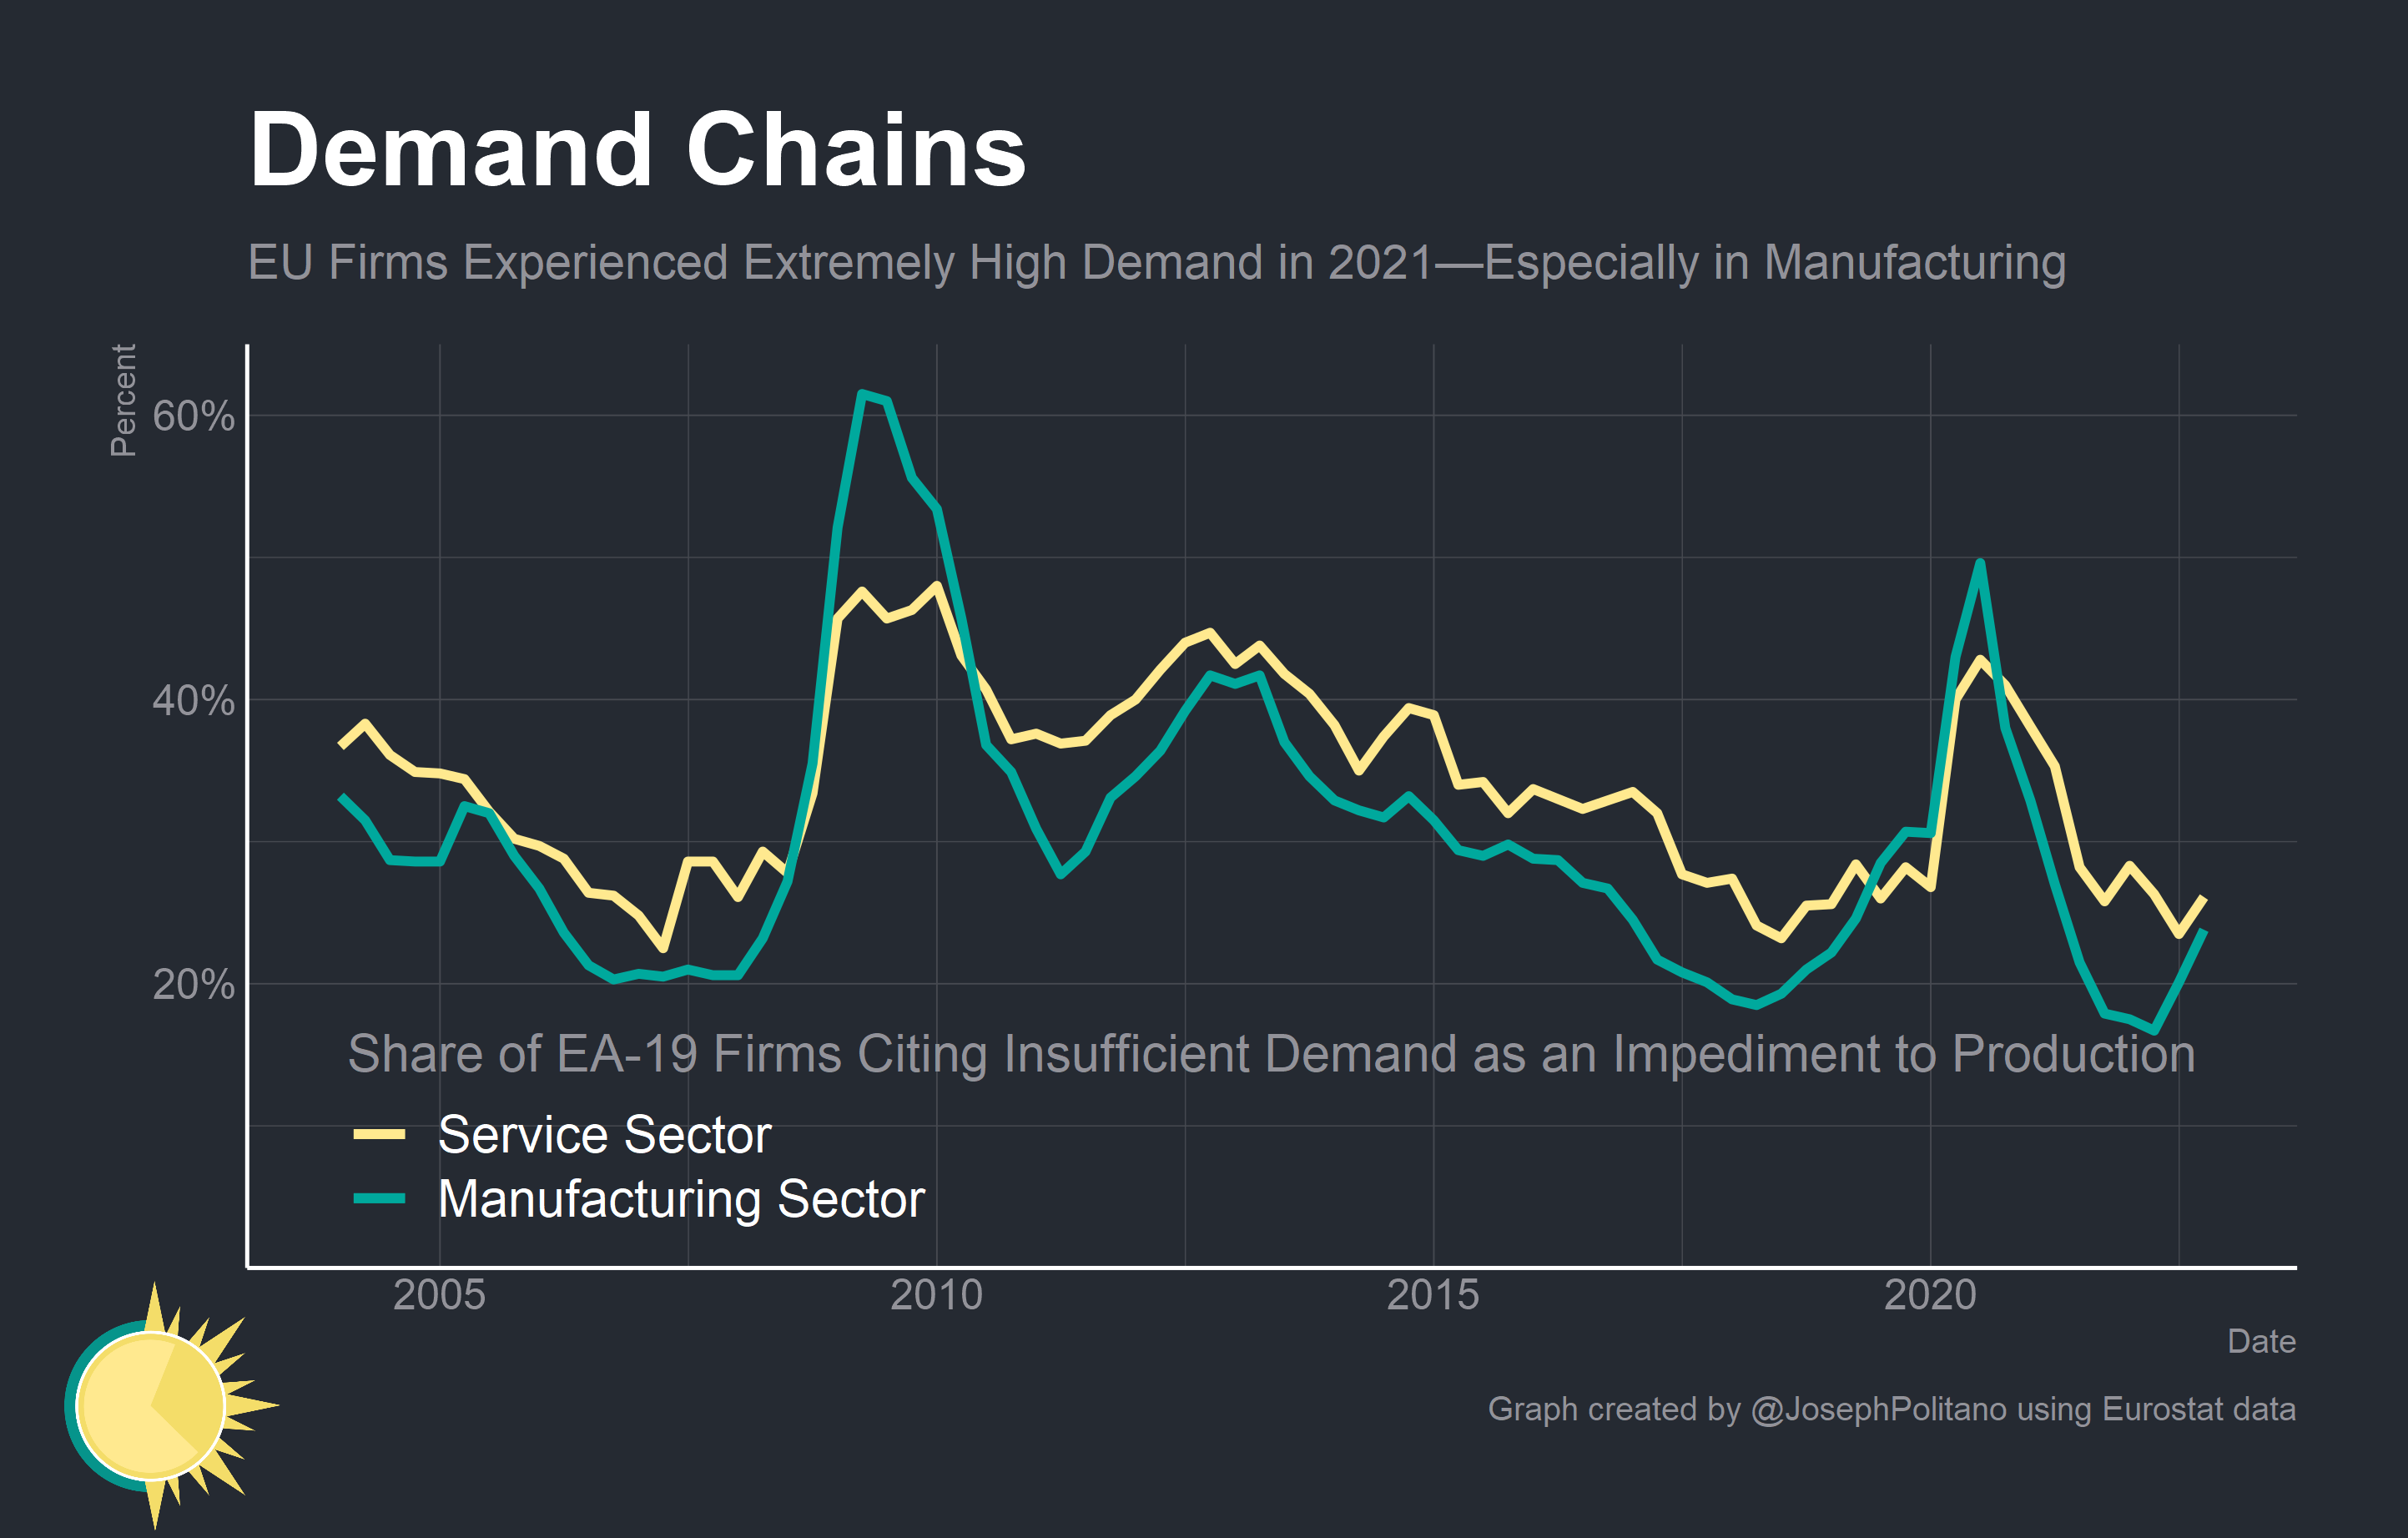 Demand Chains
EU Firms Experienced Extremely High Demand in 2021—Especially in Manufacturing
Percent
60%
40%
20%
Share of EA-19 Firms Citing Insufficient Demand as an Impediment to Production
Service Sector
Manufacturing Sector
2005 2010 2015 2020
Date
Graph created by @JosephPolitano using Eurostat data